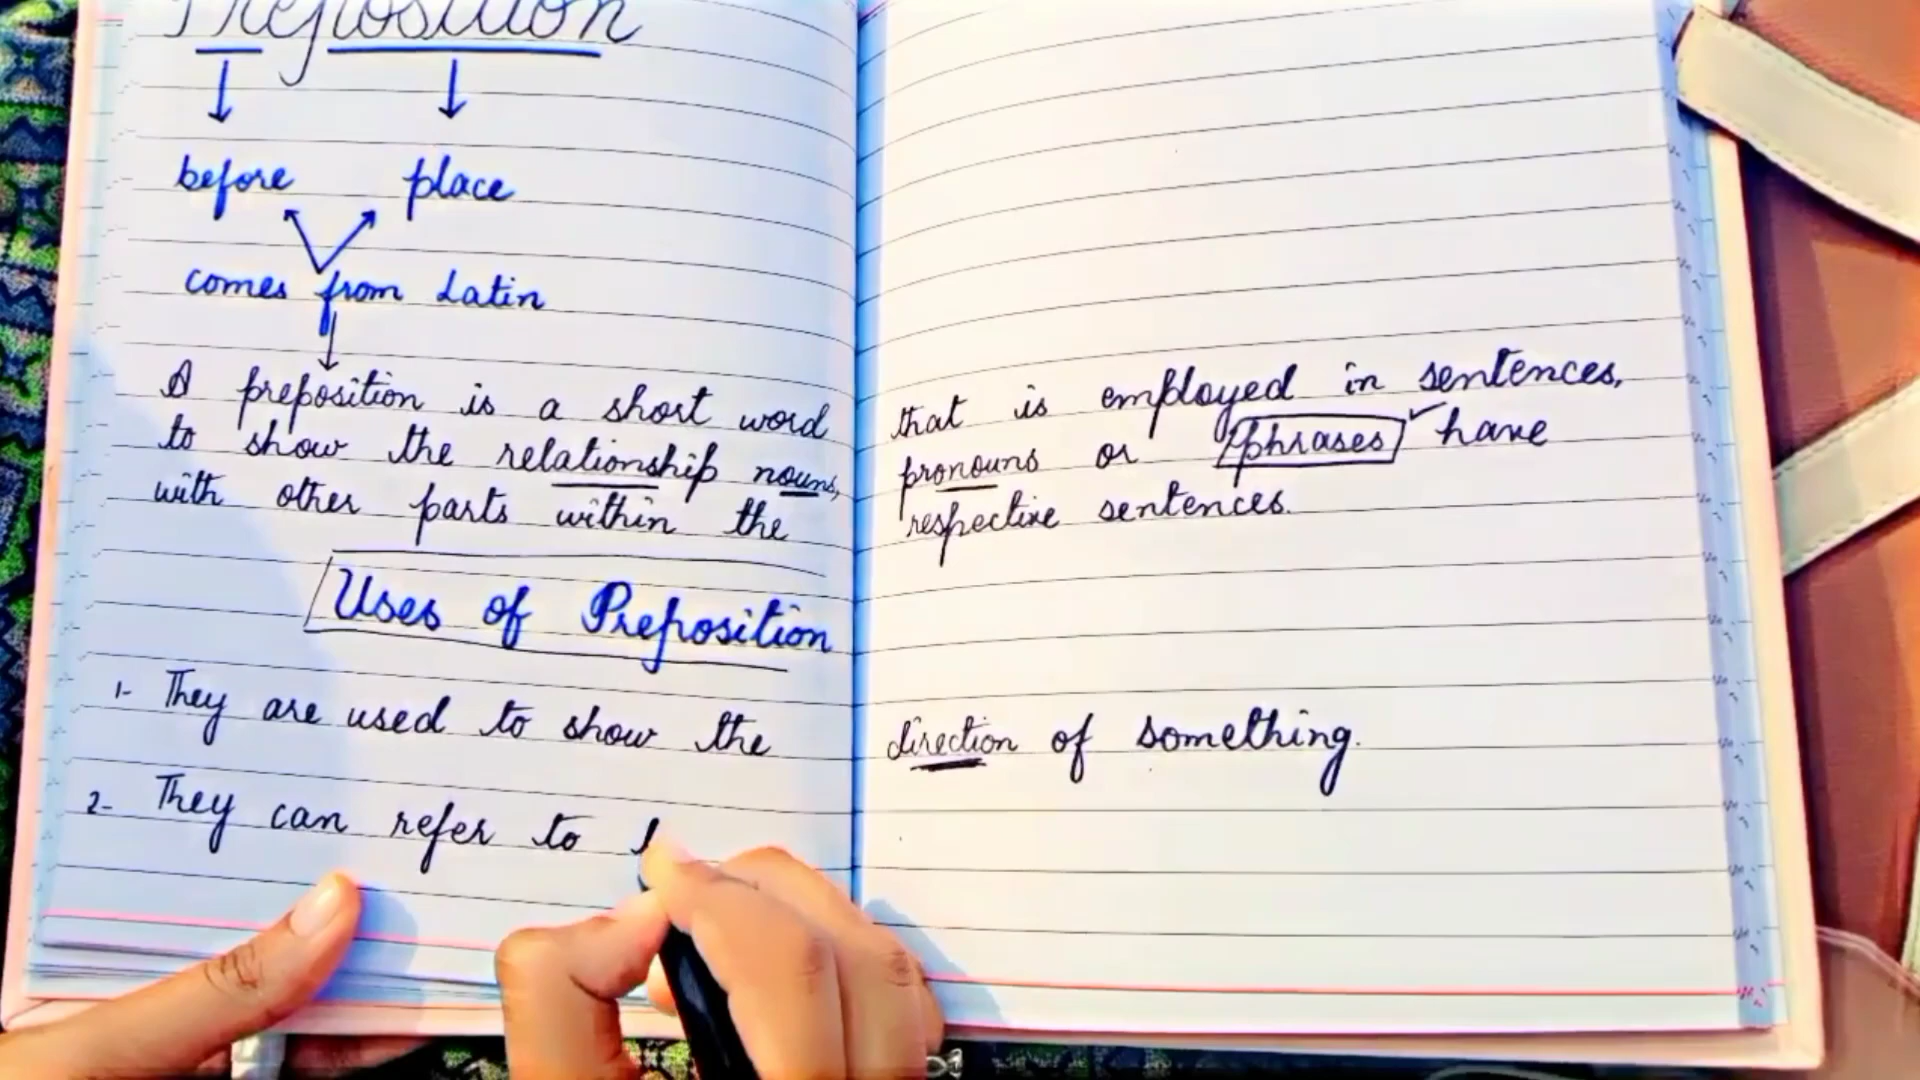 Preposition
before place
comes from Latin
A preposition is a short word that is employed in sentences,
to show the relationship nouns, pronouns or phrases have
with other parts within the respective sentences.
Uses of Preposition
1- They are used to show the direction of something.
2- They can refer to